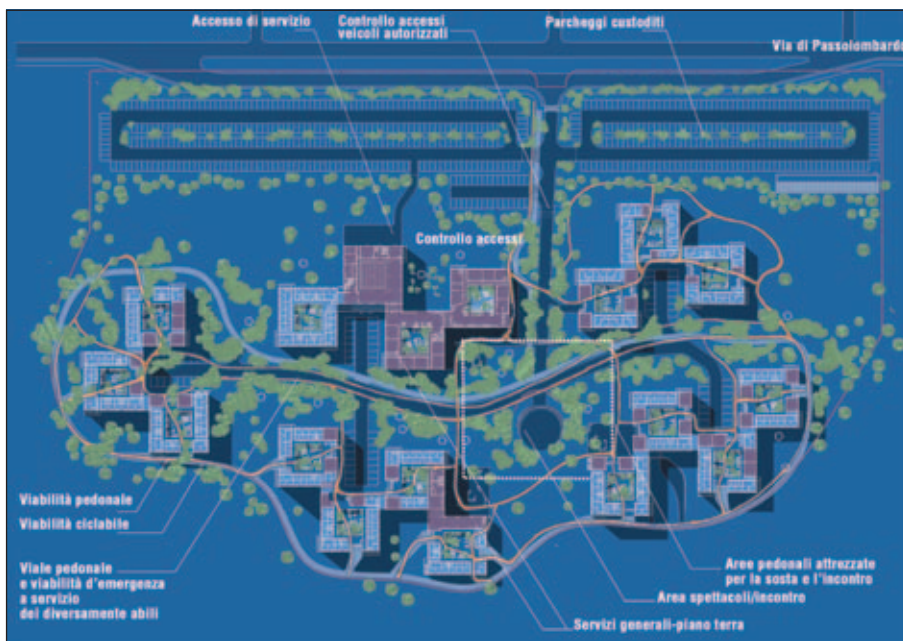 Accesso di servizio
Controllo accessi
veicoli autorizzati
Parcheggi custoditi
Via di Passolombardo
Controllo accessi
Viabilità pedonale
Viabilità ciclabile
Viale pedonale
e viabilità d'emergenza
a servizio
dei diversamente abili
Aree pedonali attrezzate
per la sosta e l'incontro
Area spettacoli/incontro
Servizi generali-piano terra